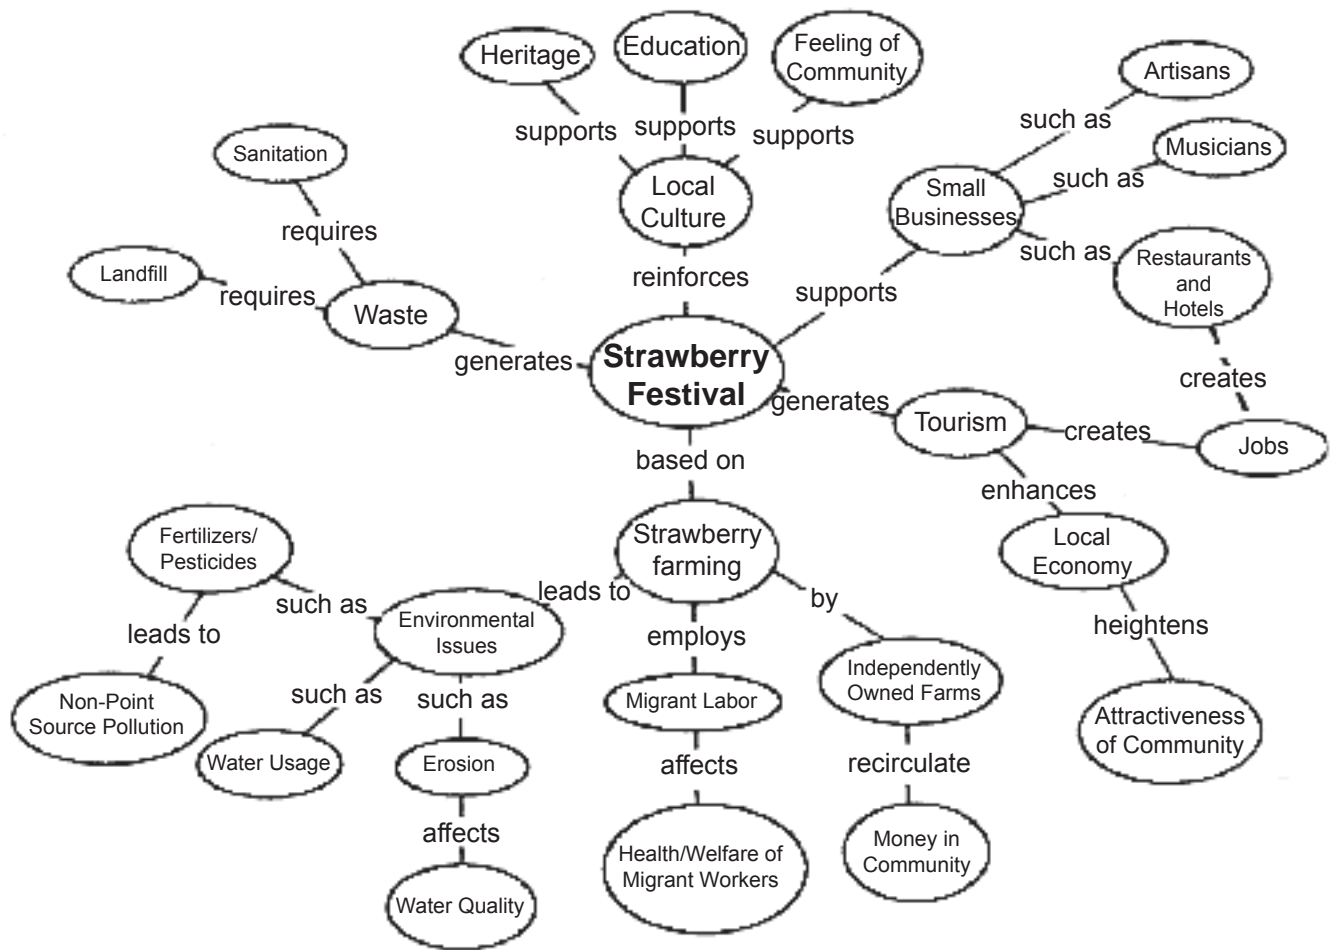 Heritage
Education
Feeling of
Community
Artisans
supports
supports
supports
such as
Musicians
Sanitation
Local
Culture
Small
Businesses
such as
such as
Restaurants
and
Hotels
requires
Landfill
requires
Waste
reinforces
supports
generates
Strawberry
Festival
generates
Tourism
creates
creates
Jobs
based on
enhances
Local
Economy
heightens
Attractiveness
of Community
Strawberry
farming
leads to
employs
by
Fertilizers/
Pesticides
such as
Environmental
Issues
leads to
Non-Point
Source Pollution
such as
Water Usage
such as
Erosion
affects
Water Quality
Migrant Labor
affects
Health/Welfare of
Migrant Workers
Independently
Owned Farms
recirculate
Money in
Community